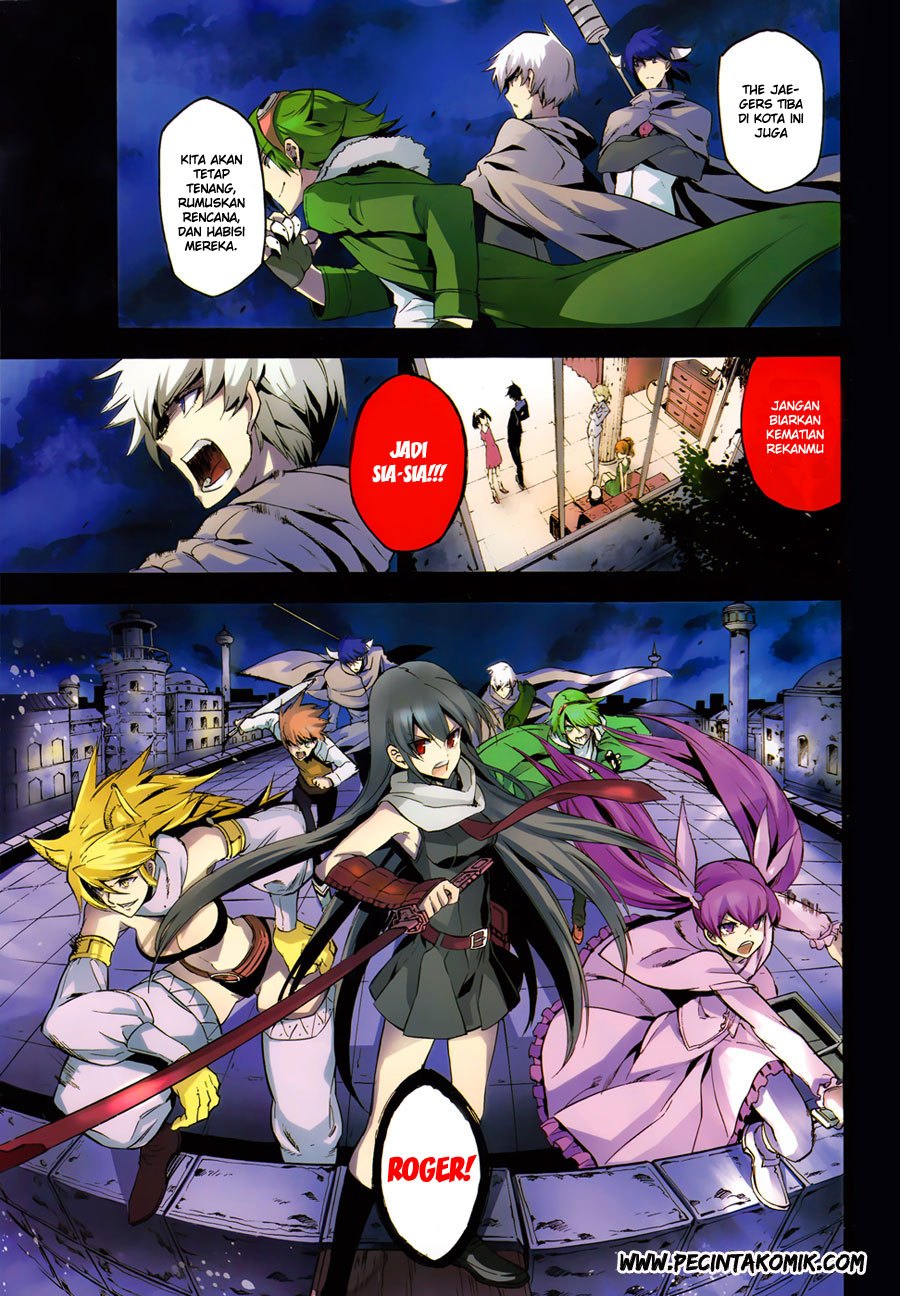 THE JAE-
GERS TIBA
DI KOTA INI
JUGA
KITA AKAN
TETAP
TENANG,
RUMUSKAN
RENCANA,
DAN HABISI
MEREKA.
JANGAN
BIARKAN
KEMATIAN
REKANMU
JADI
SIA-SIA!!!
ROGER!
WWW.PECINTAKOMIK.COM